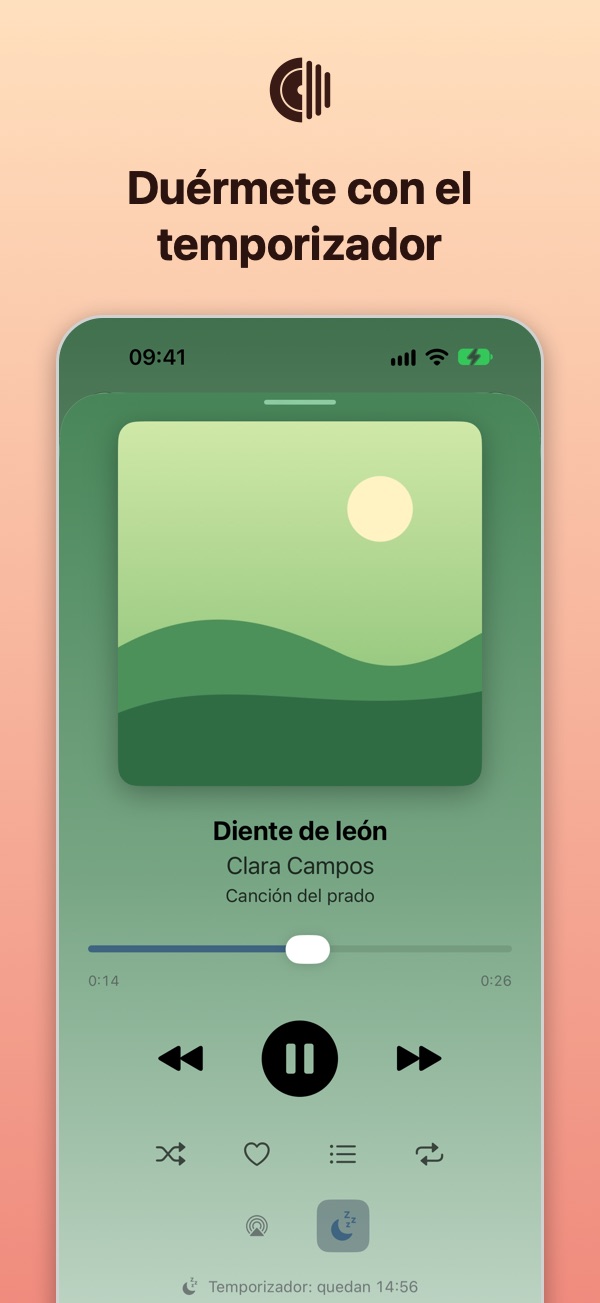 Duérmete con el
temporizador
09:41
Diente de león
Clara Campos
Canción del prado
0:14
0:26
Temporizador: quedan 14:56